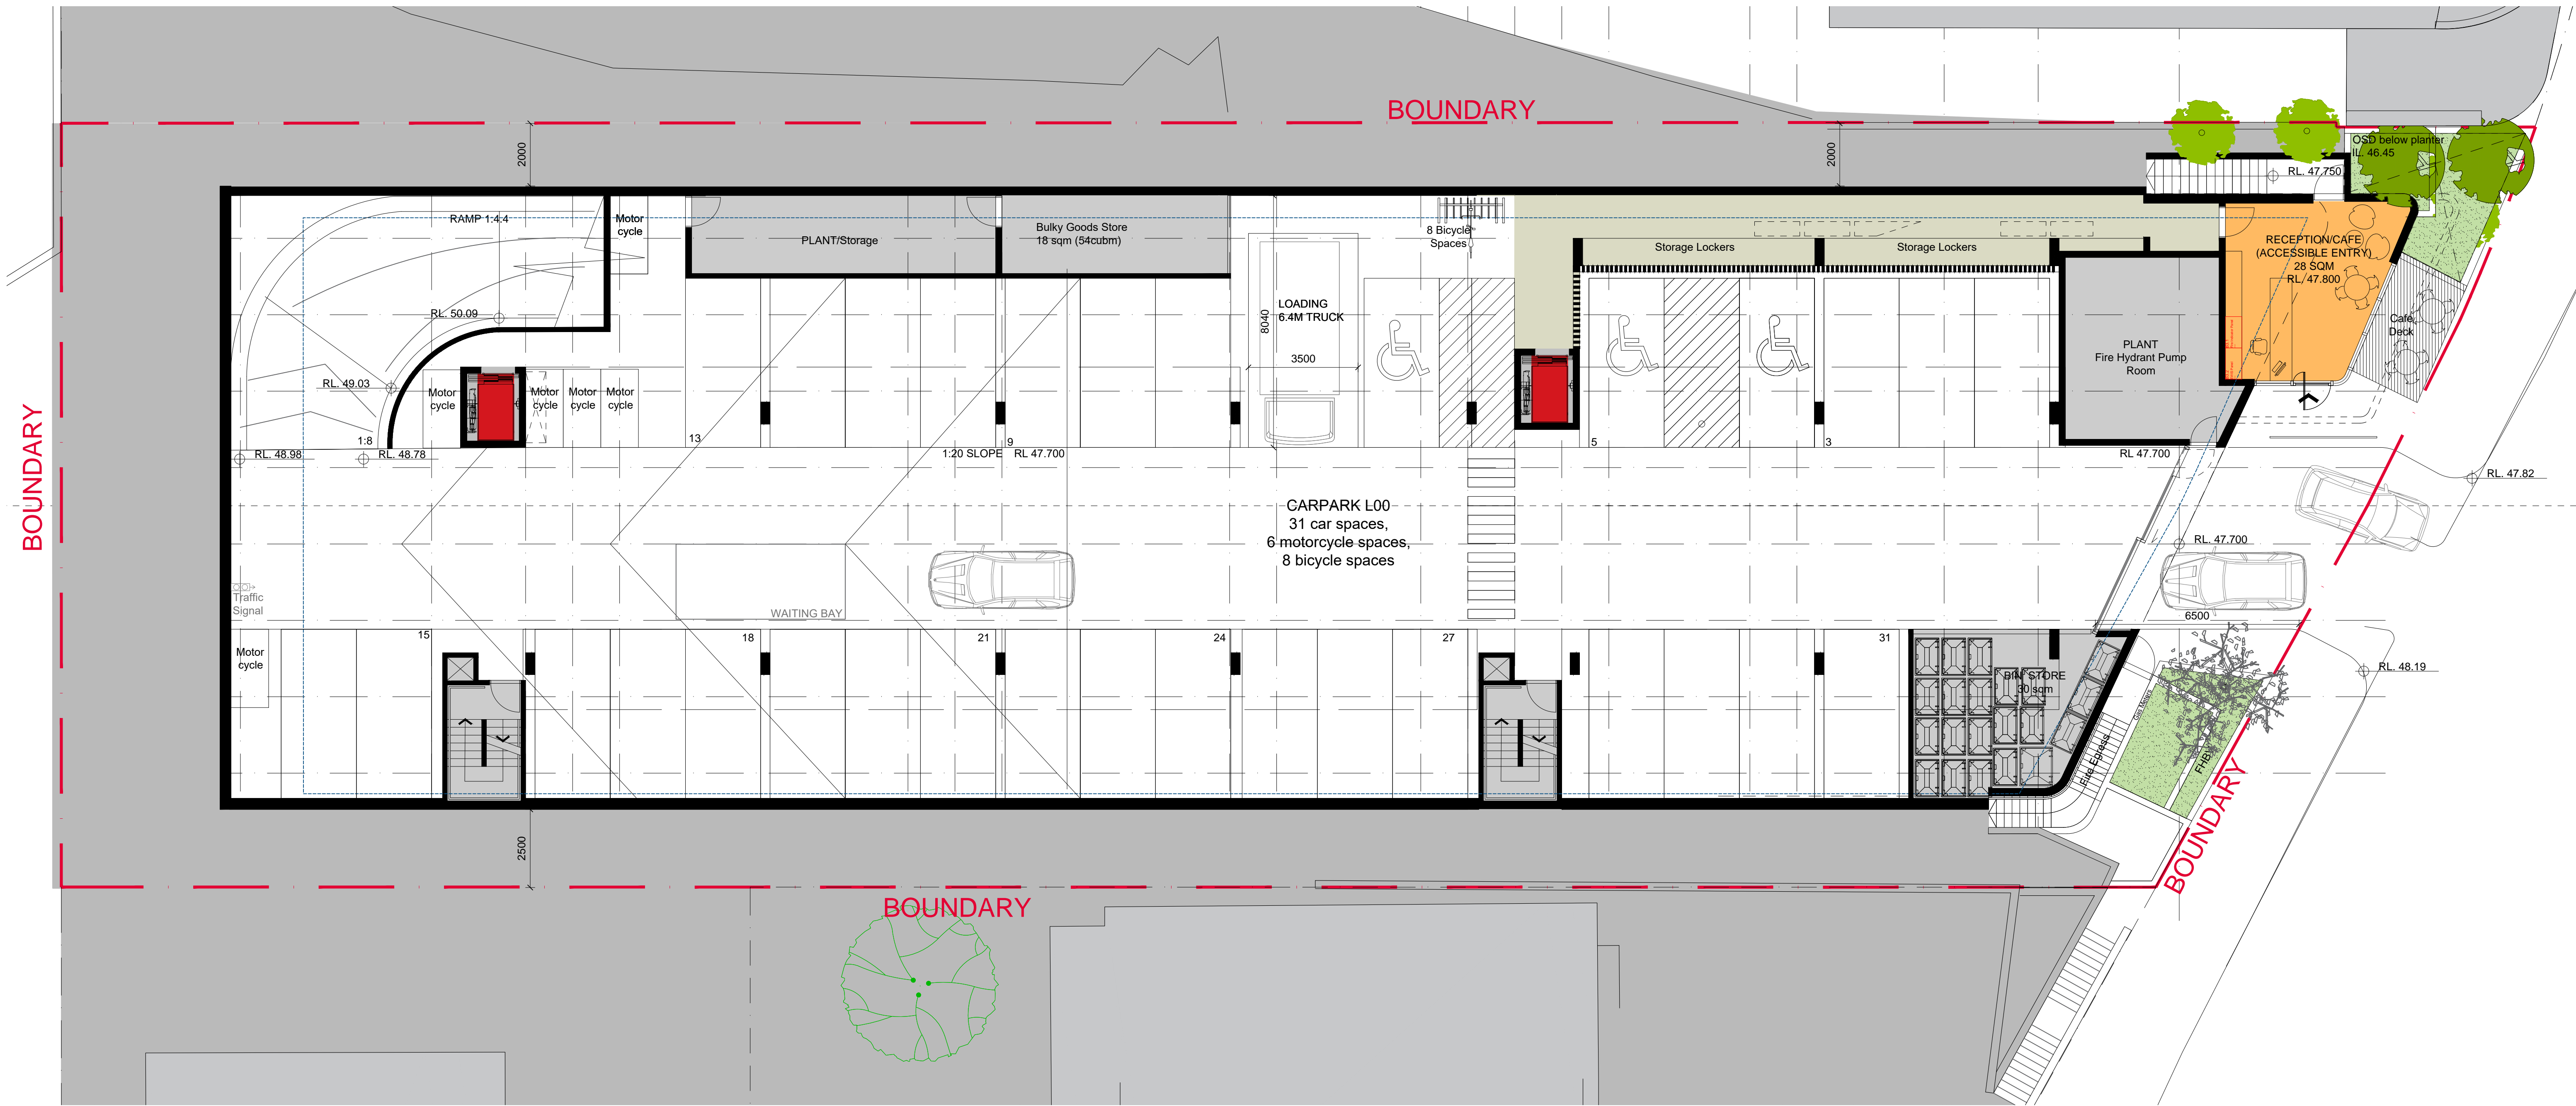 BOUNDARY
2000
2000
OSD below planter
IL. 46.45
RL. 47.750
RAMP 1:4.4
Motor
cycle
PLANT/Storage
Bulky Goods Store
18 sqm (54cubm)
8 Bicycle
Spaces
Storage Lockers
Storage Lockers
RECEPTION/CAFE
(ACCESSIBLE ENTRY)
28 SQM
RL. 47.800
RL. 50.09
LOADING
6.4M TRUCK
8040
3500
Cafe
Deck
PLANT
Fire Hydrant Pump
Room
RL. 49.03
Motor
cycle
Motor
cycle
Motor
cycle
Motor
cycle
1:8
13
9
5
3
RL. 48.98
RL. 48.78
1:20 SLOPE
RL 47.700
RL 47.700
RL. 47.82
BOUNDARY
CARPARK L00
31 car spaces,
6 motorcycle spaces,
8 bicycle spaces
RL. 47.700
Traffic
Signal
WAITING BAY
6500
15
18
21
24
27
31
Motor
cycle
BIN STORE
30 sqm
RL. 48.19
Gas Meters
Fire Egress
FHBV
BOUNDARY
2500
BOUNDARY